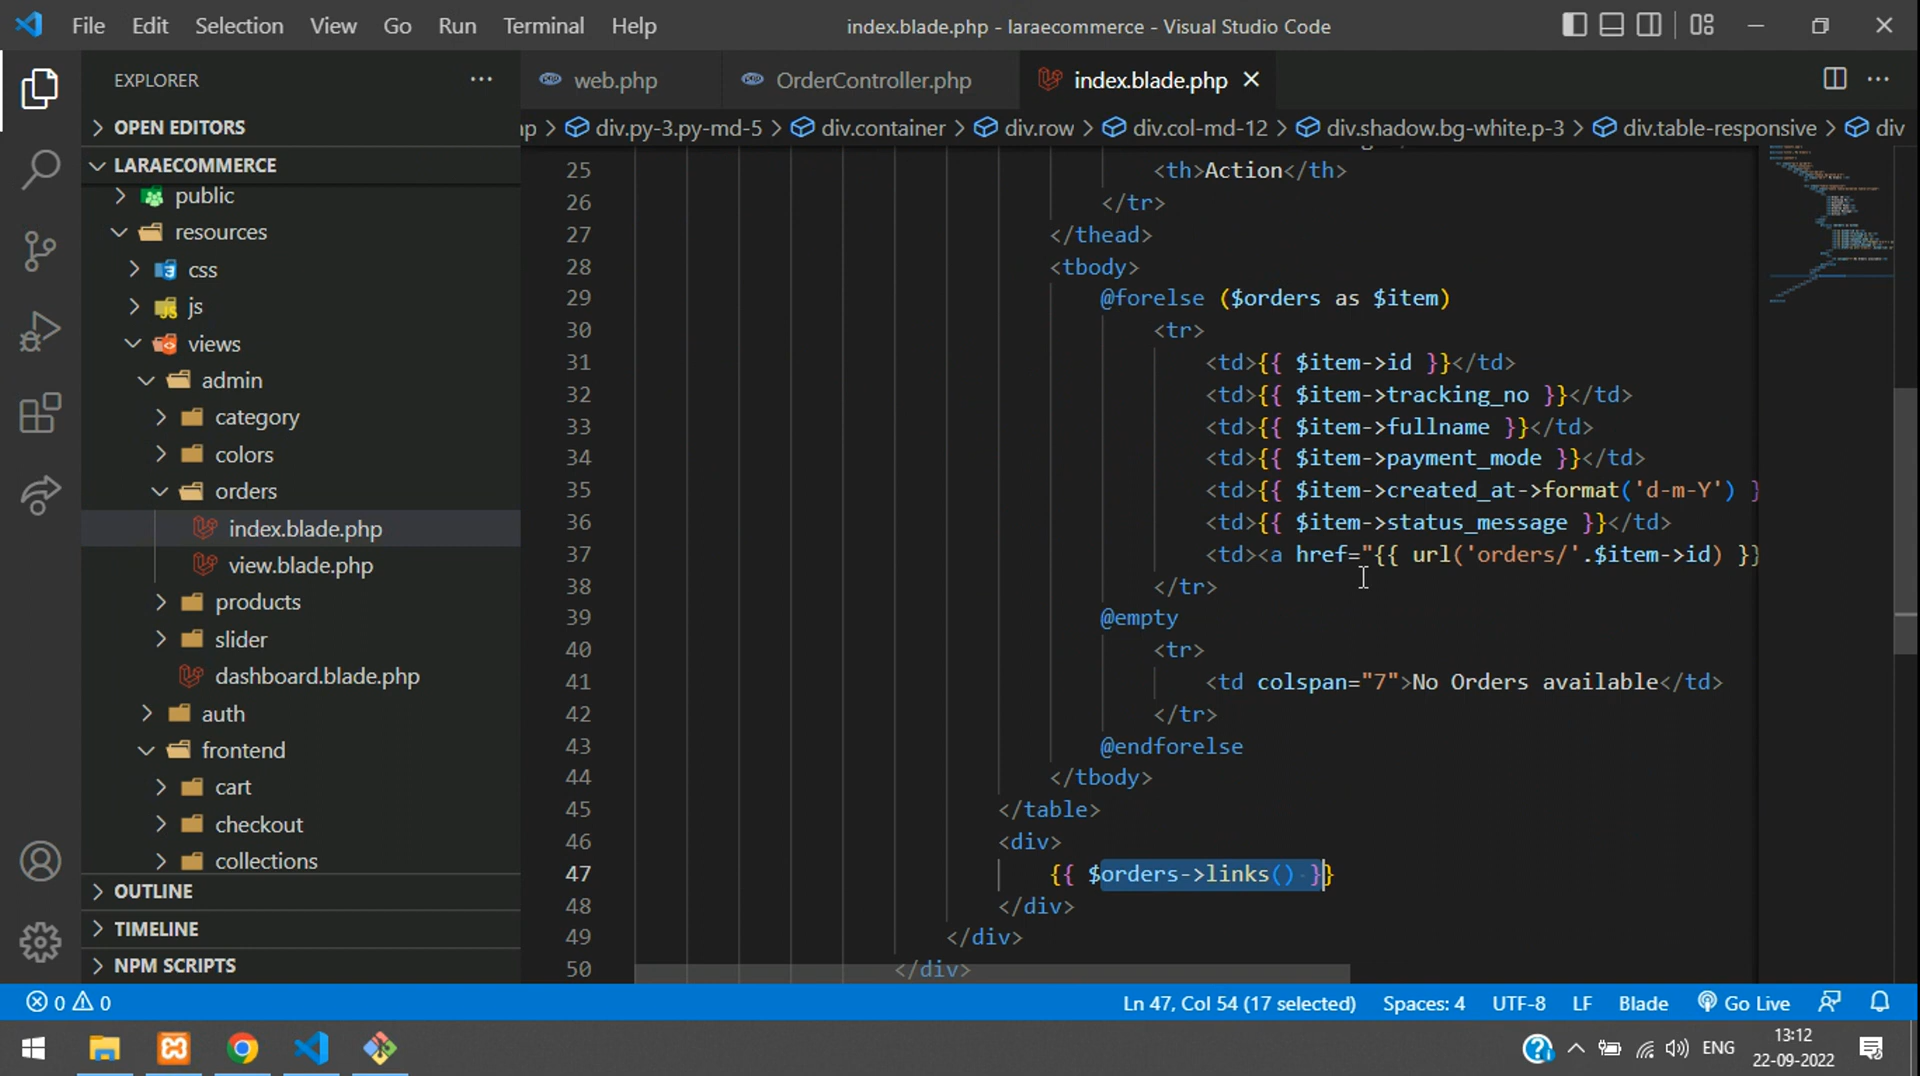 File Edit Selection View Go Run Terminal Help
index.blade.php - laraecommerce - Visual Studio Code
EXPLORER
web.php
OrderController.php
index.blade.php
OPEN EDITORS
div.py-3.py-md-5 > div.container > div.row > div.col-md-12 > div.shadow.bg-white.p-3 > div.table-responsive > div
LARAECOMMERCE
public
resources
css
js
views
admin
category
colors
orders
index.blade.php
view.blade.php
products
slider
dashboard.blade.php
auth
frontend
cart
checkout
collections
OUTLINE
TIMELINE
NPM SCRIPTS
25 <th>Action</th>
26 </tr>
27 </thead>
28 <tbody>
29 @forelse ($orders as $item)
30 <tr>
31 <td>{{ $item->id }}</td>
32 <td>{{ $item->tracking_no }}</td>
33 <td>{{ $item->fullname }}</td>
34 <td>{{ $item->payment_mode }}</td>
35 <td>{{ $item->created_at->format('d-m-Y') }
36 <td>{{ $item->status_message }}</td>
37 <td><a href="{{ url('orders/'.$item->id) }}
38 </tr>
39 @empty
40 <tr>
41 <td colspan="7">No Orders available</td>
42 </tr>
43 @endforelse
44 </tbody>
45 </table>
46 <div>
47 {{ $orders->links() }}
48 </div>
49 </div>
50 </div>
0 0
Ln 47, Col 54 (17 selected) Spaces: 4 UTF-8 LF Blade Go Live
ENG
13:12
22-09-2022